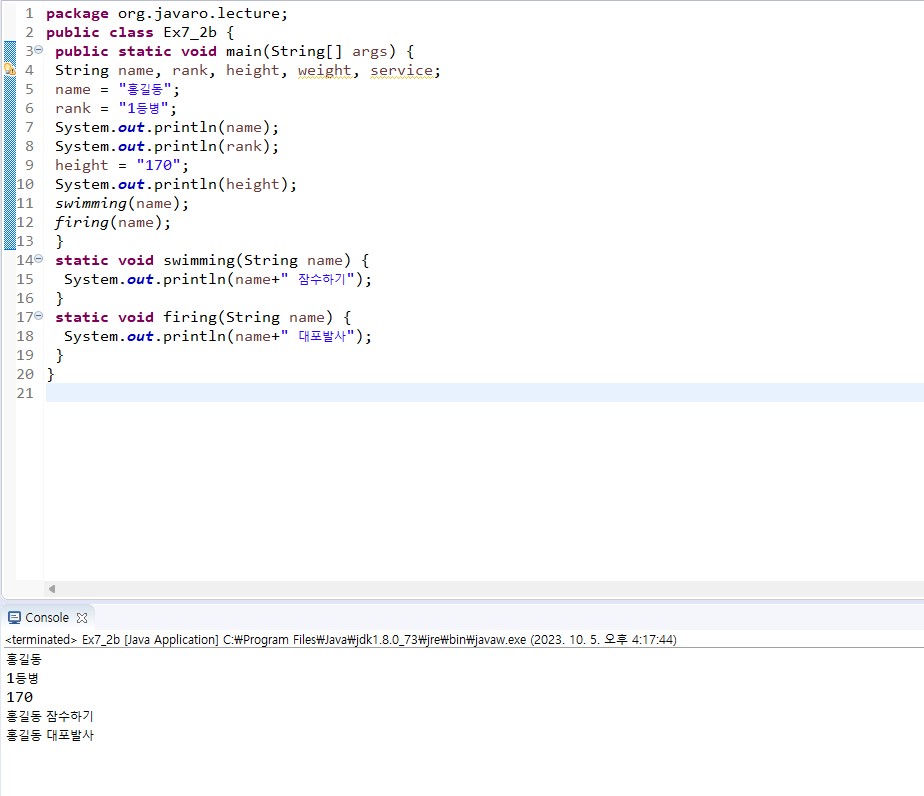 1 package org.javaro.lecture;
2 public class Ex7_2b {
3 public static void main(String[] args) {
4 String name, rank, height, weight, service;
5 name = "홍길동";
6 rank = "1등병";
7 System.out.println(name);
8 System.out.println(rank);
9 height = "170";
10 System.out.println(height);
11 swimming(name);
12 firing(name);
13 }
14 static void swimming(String name) {
15 System.out.println(name+" 잠수하기");
16 }
17 static void firing(String name) {
18 System.out.println(name+" 대포발사");
19 }
20 }
21
Console
<terminated> Ex7_2b [Java Application] C:₩Program Files₩Java₩jdk1.8.0_73₩jre₩bin₩javaw.exe (2023. 10. 5. 오후 4:17:44)
홍길동
1등병
170
홍길동 잠수하기
홍길동 대포발사